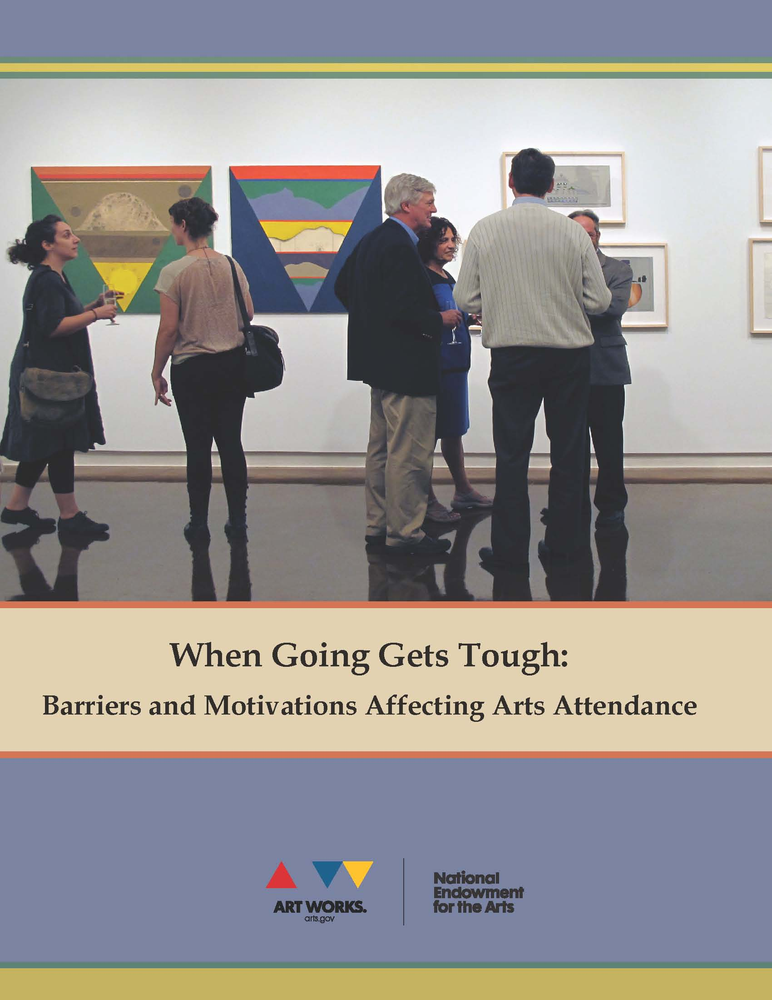 When Going Gets Tough:
Barriers and Motivations Affecting Arts Attendance
ART WORKS.
arts.gov
National
Endowment
for the Arts